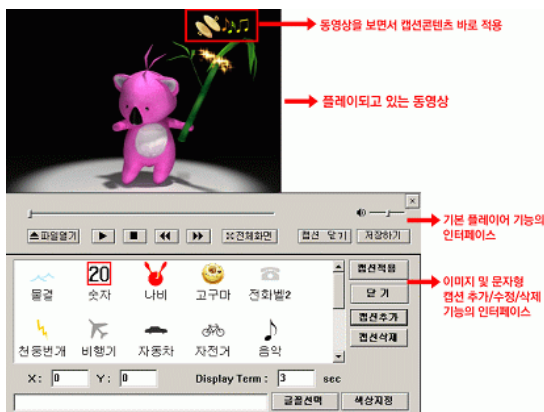 동영상을 보면서 캡션콘텐츠 바로 적용
플레이되고 있는 동영상
기본 플레이어 기능의
인터페이스
파일열기
전체화면
캡션 닫기
저장하기
이미지 및 문자형
캡션 추가/수정/삭제
기능의 인터페이스
20
물결
숫자
나비
고구마
전화벨2
천둥번개
비행기
자동차
자전거
음악
캡션적용
닫 기
캡션추가
캡션삭제
X: 0 Y: 0 Display Term : 3 sec
글꼴선택
색상지정